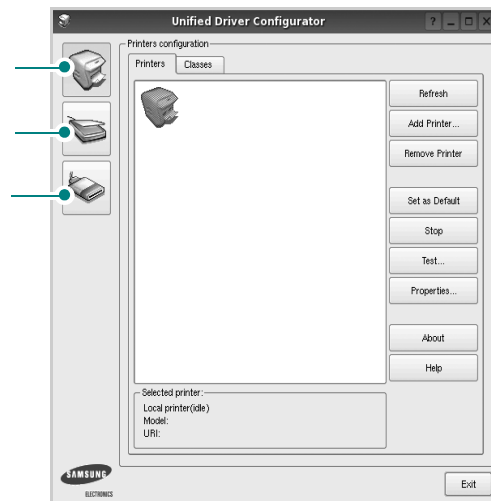 Unified Driver Configurator
Printers configuration
Printers
Classes
Refresh
Add Printer...
Remove Printer
Set as Default
Stop
Test...
Properties...
About
Help
Selected printer:
Local printer(idle)
Model:
URI:
SAMSUNG
ELECTRONICS
Exit